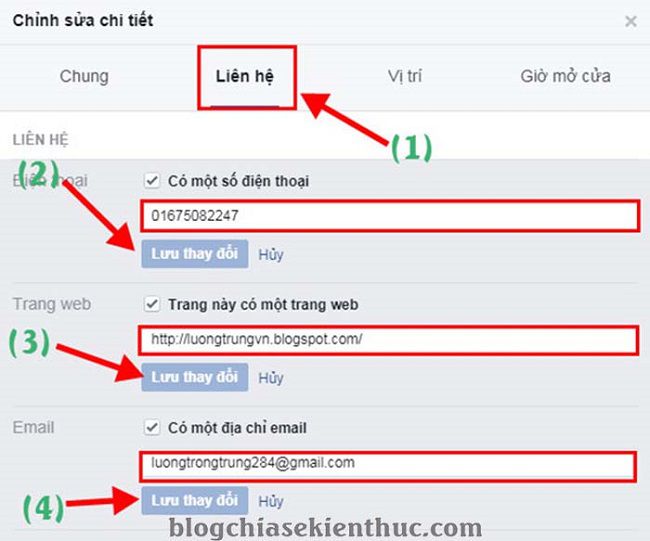 Chỉnh sửa chi tiết ×
Chung Liên hệ Vị trí Giờ mở cửa
(1)
LIÊN HỆ
(2)
Điện thoại Có một số điện thoại
01675082247
Lưu thay đổi Hủy
Trang web Trang này có một trang web
(3) http://luongtrungvn.blogspot.com/
Lưu thay đổi Hủy
Email Có một địa chỉ email
luongtrongtrung284@gmail.com
(4) Lưu thay đổi Hủy
blogchiasekienthuc.com